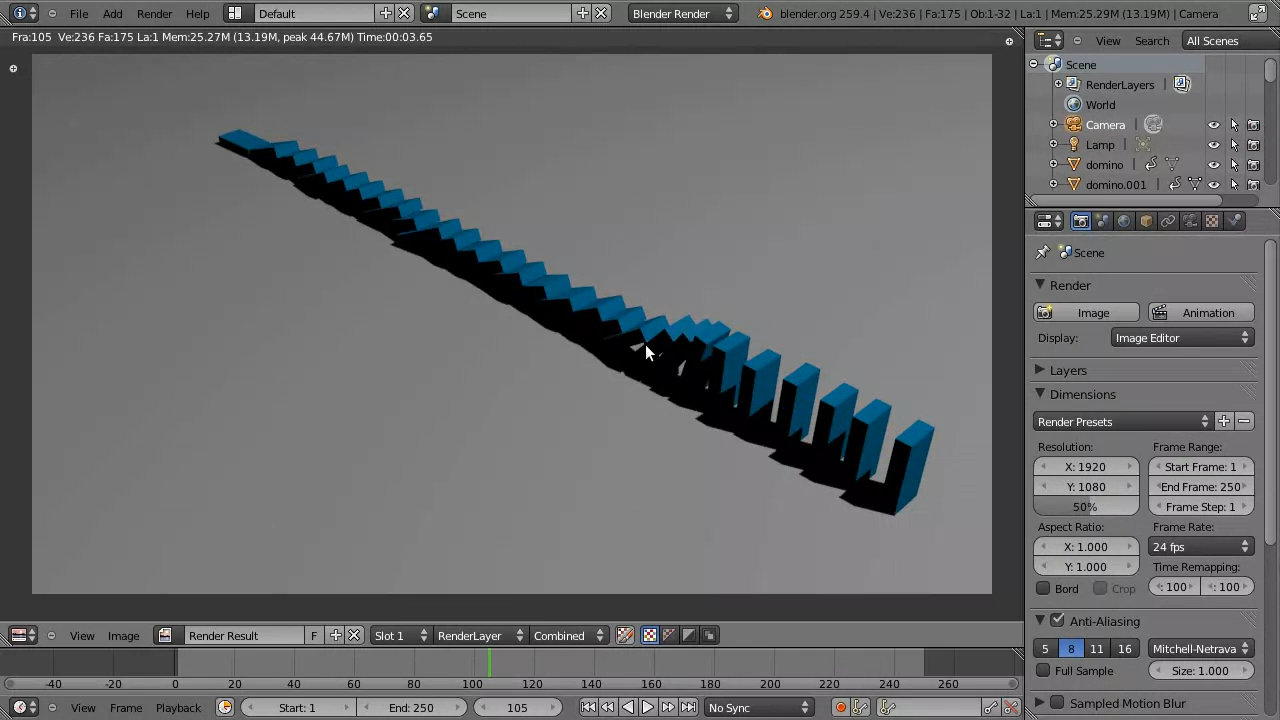 File Add Render Help Default Scene Blender Render blender.org 259.4 | Ve:236 | Fa:175 | Ob:1-32 | La:1 | Mem:25.29M (13.19M) | Camera
Fra:105 Ve:236 Fa:175 La:1 Mem:25.27M (13.19M, peak 44.67M) Time:00:03.65
View Search All Scenes
Scene
RenderLayers
World
Camera
Lamp
domino
domino.001
Scene
Render
Image Animation
Display: Image Editor
Layers
Dimensions
Render Presets
Resolution: Frame Range:
X: 1920 Start Frame: 1
Y: 1080 End Frame: 250
50% Frame Step: 1
Aspect Ratio: Frame Rate:
X: 1.000 24 fps
Y: 1.000 Time Remapping:
Bord Crop : 100 : 100
Anti-Aliasing
5 8 11 16 Mitchell-Netrava
Full Sample Size: 1.000
Sampled Motion Blur
View Image Render Result F Slot 1 RenderLayer Combined
-40 -20 0 20 40 60 80 100 120 140 160 180 200 220 240 260
View Frame Playback Start: 1 End: 250 105 No Sync